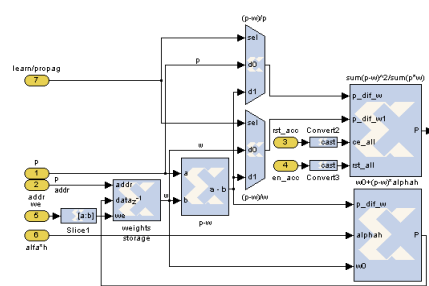 (p-w)/p
sel
learn/propag
7
p
d0
d1
sum(p-w)^2/sum(p*w)
p_dif_w
p_dif_w1
P
ce_all
rst_all
sel
d0
d1
w
rst_acc
3
Convert2
cast
4
cast
en_acc
Convert3
(p-w)/w
1
p
2
addr
we
5
[a:b]
Slice1
6
alfa*h
addr
data
z-1
we
weights
storage
w
a
b
a - b
p-w
w0+(p-w)*alphah
p_dif_w
alphah
P
w0